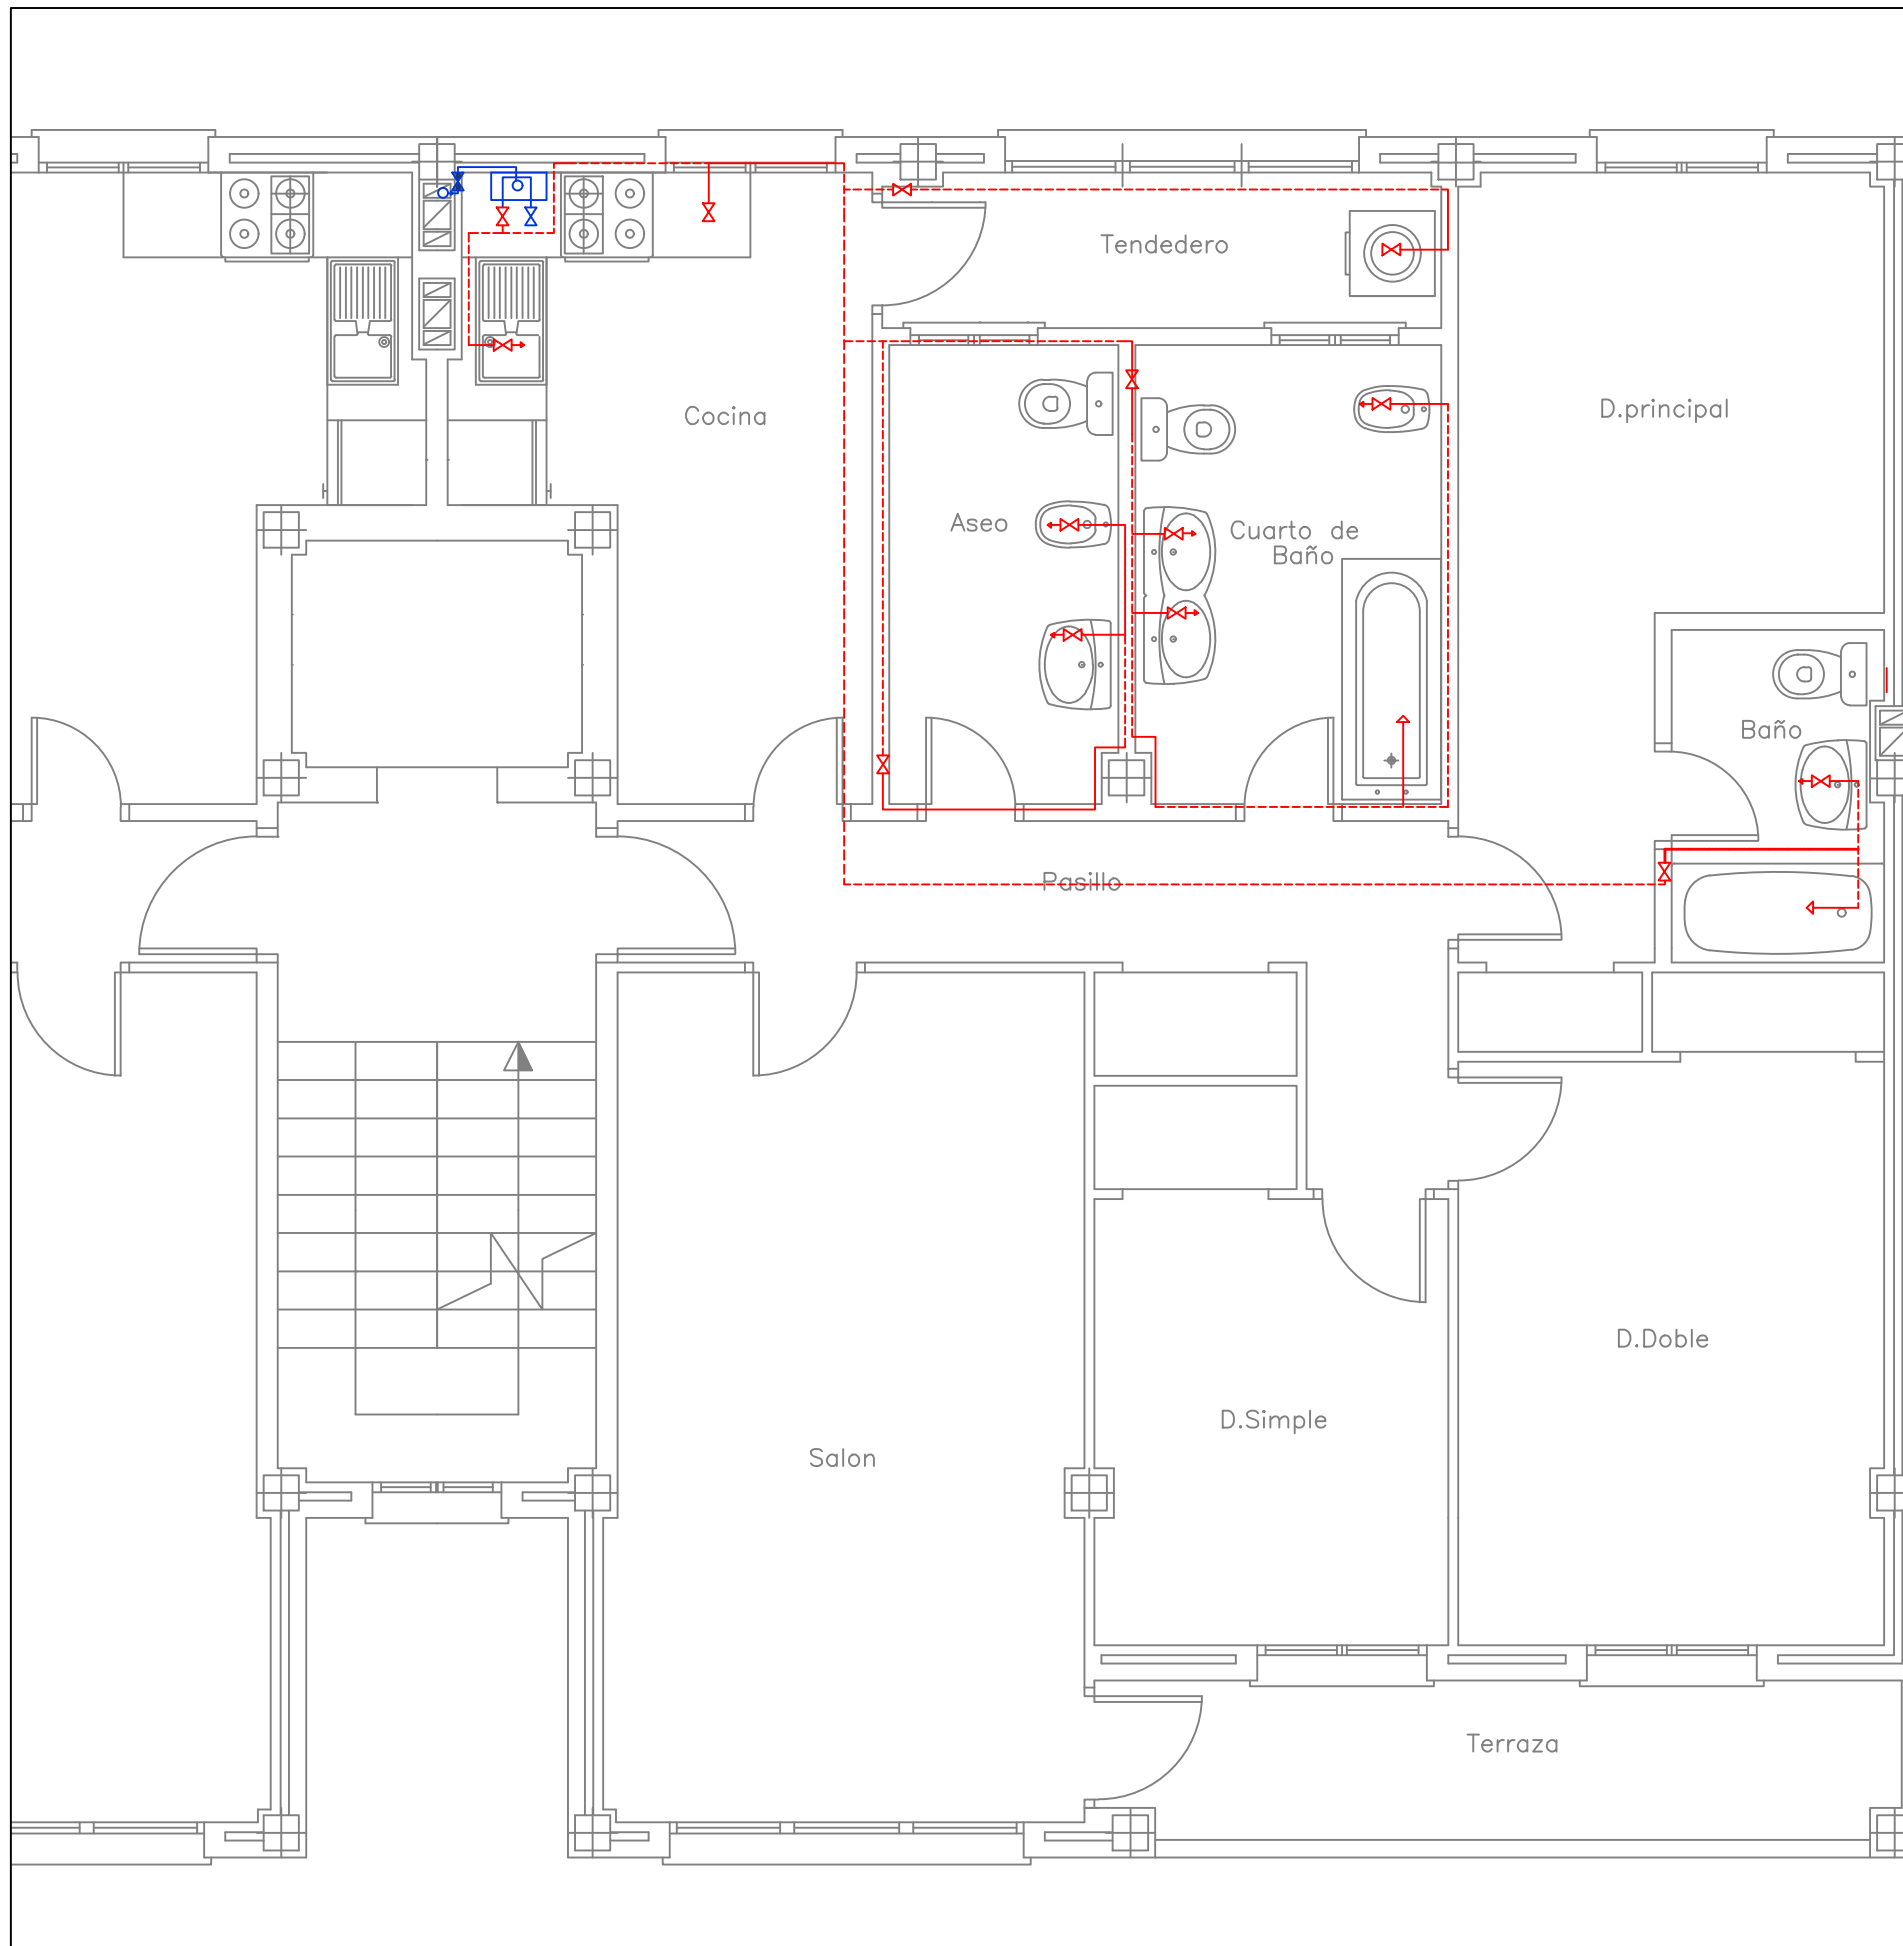 Tendedero
D.principal
Cocina
Aseo
Cuarto de
Baño
Baño
Pasillo
D.Doble
D.Simple
Salon
Terraza